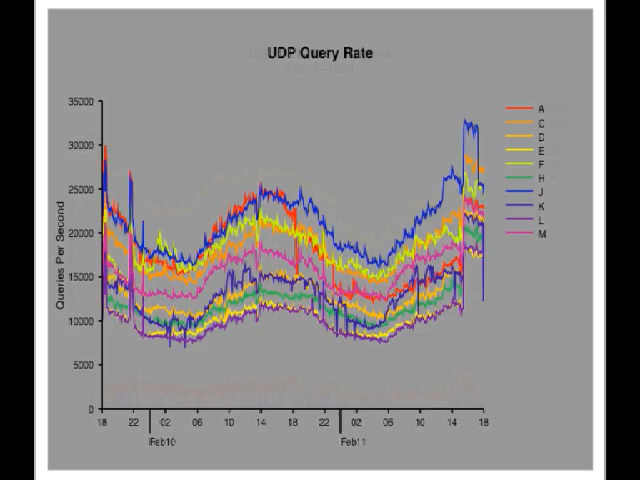 UDP Query Rate
35000
30000
25000
20000
15000
10000
5000
0
Queries Per Second
18 22 02 06 10 14 18 22 02 06 10 14 18
Feb10 Feb11
A
C
D
E
F
H
J
K
L
M